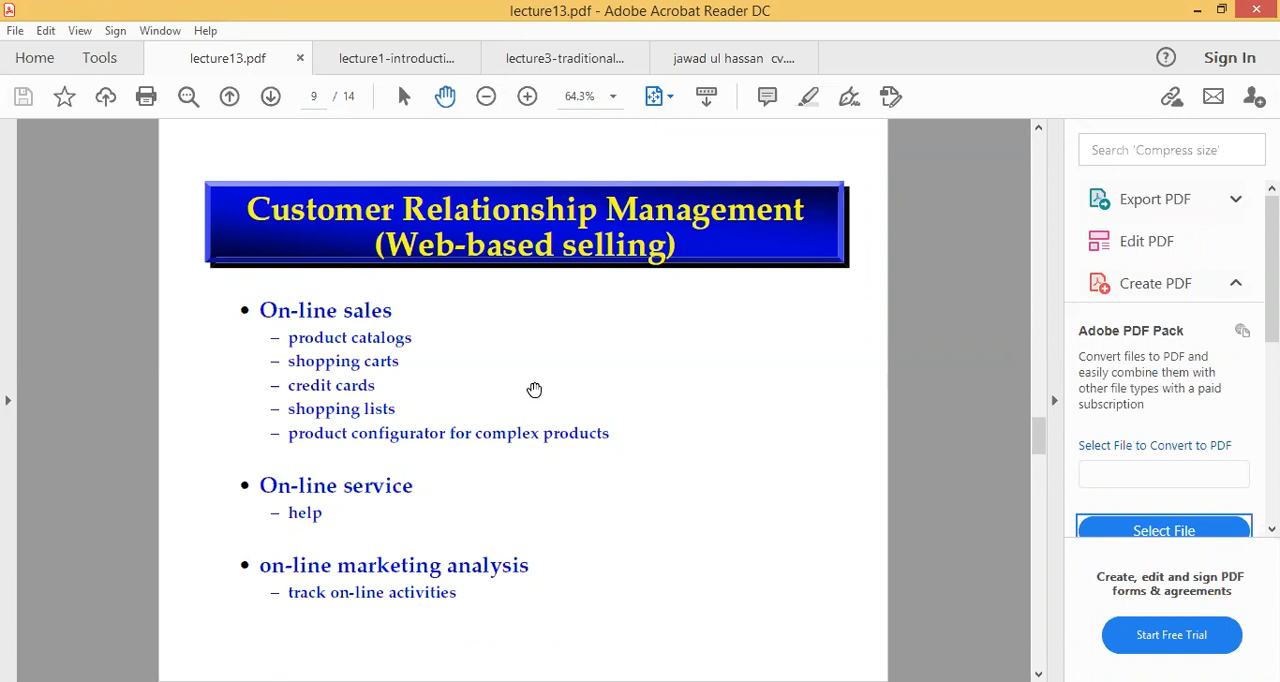 lecture13.pdf - Adobe Acrobat Reader DC
File Edit View Sign Window Help
Home Tools lecture13.pdf × lecture1-introducti... lecture3-traditional... jawad ul hassan cv.... Sign In
9 / 14 64.3%
Customer Relationship Management
(Web-based selling)
• On-line sales
– product catalogs
– shopping carts
– credit cards
– shopping lists
– product configurator for complex products
• On-line service
– help
• on-line marketing analysis
– track on-line activities
Search 'Compress size'
Export PDF
Edit PDF
Create PDF
Adobe PDF Pack
Convert files to PDF and
easily combine them with
other file types with a paid
subscription
Select File to Convert to PDF
Select File
Create, edit and sign PDF
forms & agreements
Start Free Trial